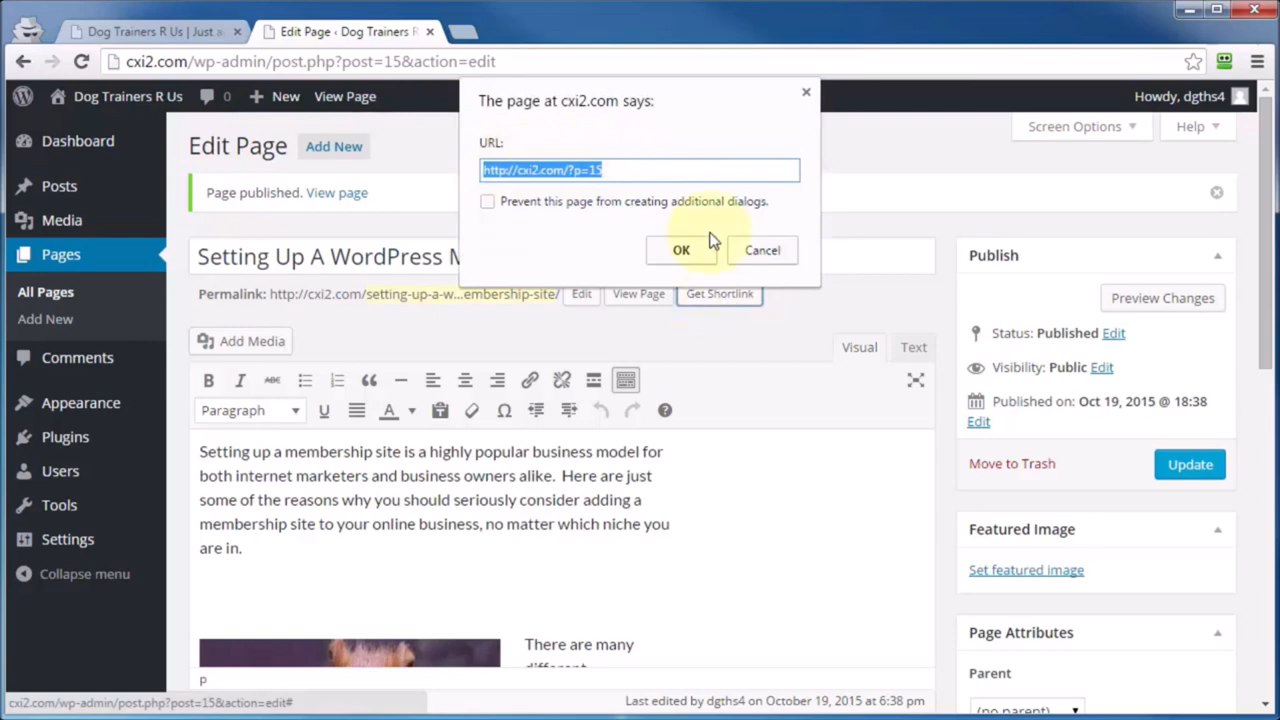 Dog Trainers R Us | Just a
Edit Page ‹ Dog Trainers R
cxi2.com/wp-admin/post.php?post=15&action=edit
Dog Trainers R Us
0
New
View Page
Howdy, dgths4
The page at cxi2.com says:
URL:
http://cxi2.com/?p=15
Prevent this page from creating additional dialogs.
OK
Cancel
Dashboard
Posts
Media
Pages
All Pages
Add New
Comments
Appearance
Plugins
Users
Tools
Settings
Collapse menu
Screen Options
Help
Edit Page
Add New
Page published. View page
Setting Up A WordPress M
Permalink: http://cxi2.com/setting-up-a-w…embership-site/
Edit
View Page
Get Shortlink
Add Media
Visual
Text
B
I
ABC
Paragraph
U
A
Setting up a membership site is a highly popular business model for
both internet marketers and business owners alike. Here are just
some of the reasons why you should seriously consider adding a
membership site to your online business, no matter which niche you
are in.
There are many
different
p
Last edited by dgths4 on October 19, 2015 at 6:38 pm
Publish
Preview Changes
Status: Published Edit
Visibility: Public Edit
Published on: Oct 19, 2015 @ 18:38
Edit
Move to Trash
Update
Featured Image
Set featured image
Page Attributes
Parent
(no parent)
cxi2.com/wp-admin/post.php?post=15&action=edit#